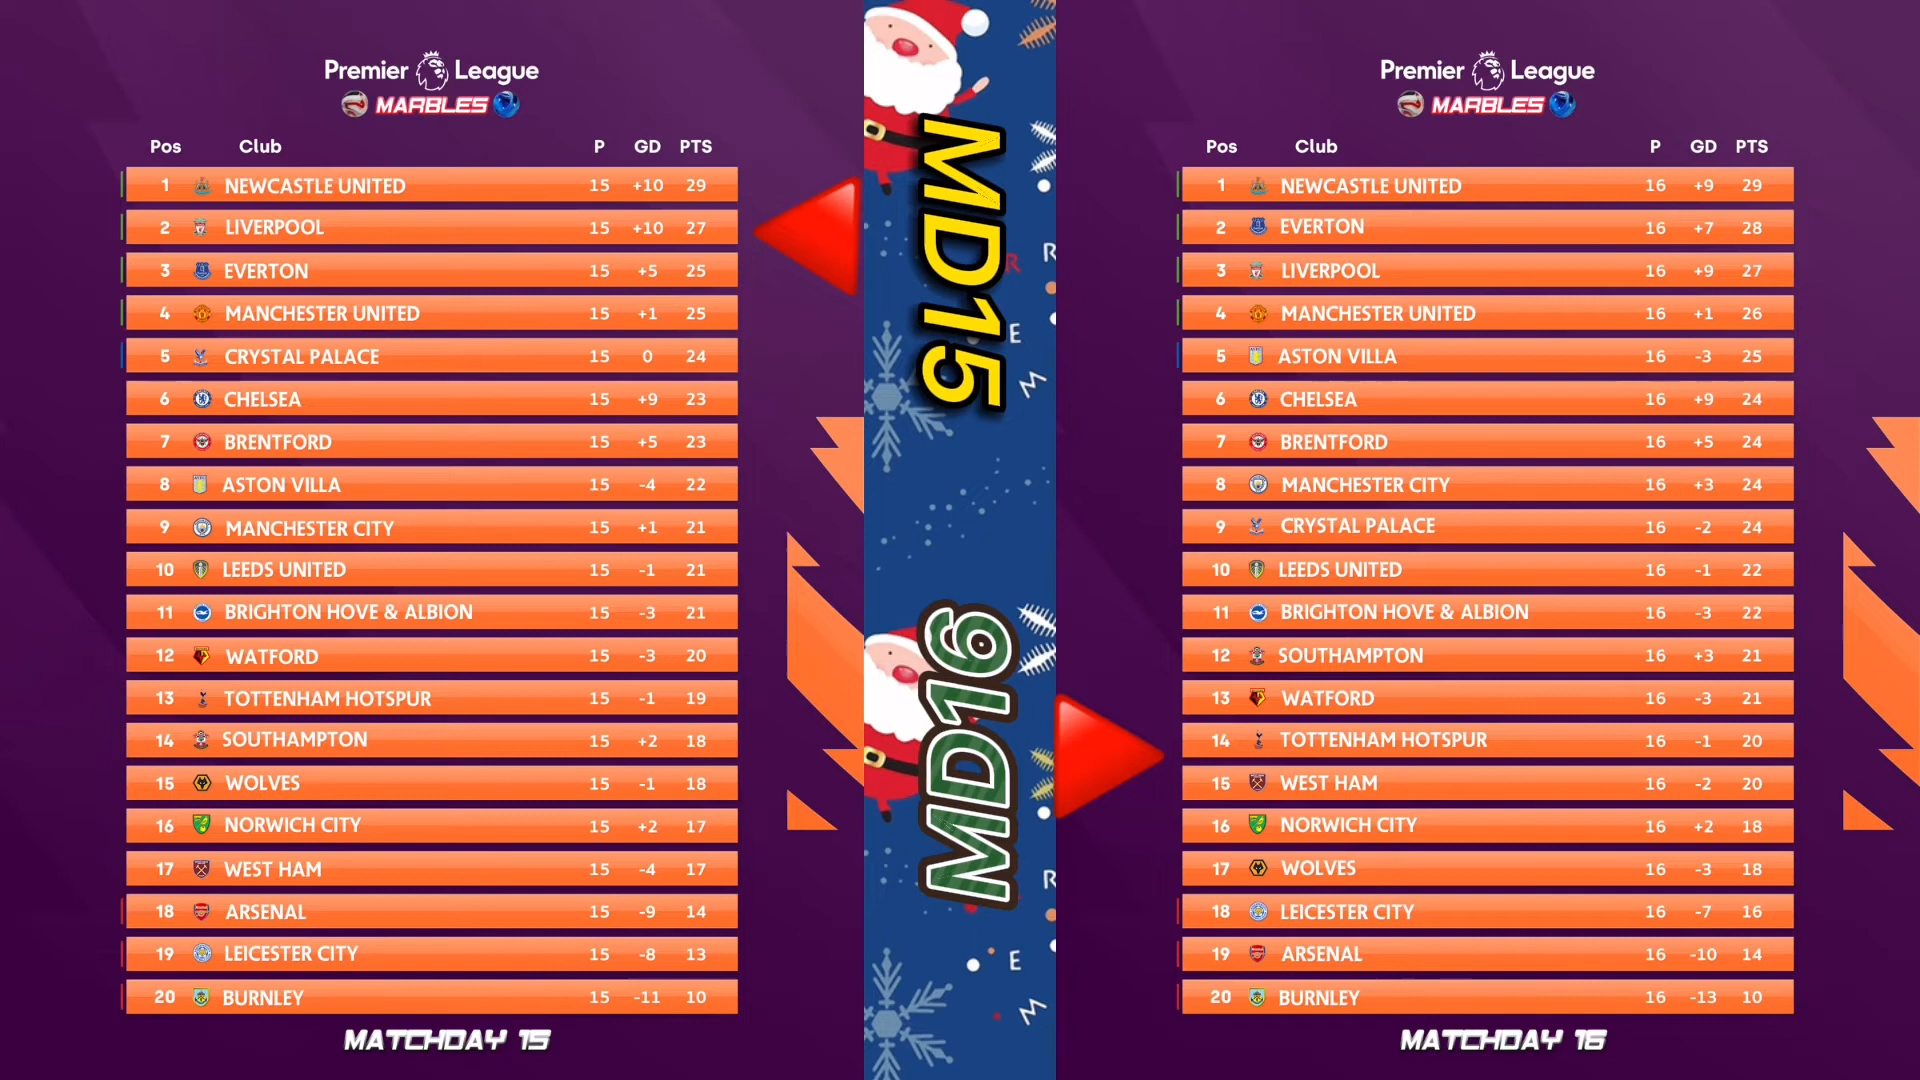 Premier League
MARBLES
Pos Club P GD PTS
1 NEWCASTLE UNITED 15 +10 29
2 LIVERPOOL 15 +10 27
3 EVERTON 15 +5 25
4 MANCHESTER UNITED 15 +1 25
5 CRYSTAL PALACE 15 0 24
6 CHELSEA 15 +9 23
7 BRENTFORD 15 +5 23
8 ASTON VILLA 15 -4 22
9 MANCHESTER CITY 15 +1 21
10 LEEDS UNITED 15 -1 21
11 BRIGHTON HOVE & ALBION 15 -3 21
12 WATFORD 15 -3 20
13 TOTTENHAM HOTSPUR 15 -1 19
14 SOUTHAMPTON 15 +2 18
15 WOLVES 15 -1 18
16 NORWICH CITY 15 +2 17
17 WEST HAM 15 -4 17
18 ARSENAL 15 -9 14
19 LEICESTER CITY 15 -8 13
20 BURNLEY 15 -11 10
MATCHDAY 15
MD15
R
E
M
MD16
R
E
M
Premier League
MARBLES
Pos Club P GD PTS
1 NEWCASTLE UNITED 16 +9 29
2 EVERTON 16 +7 28
3 LIVERPOOL 16 +9 27
4 MANCHESTER UNITED 16 +1 26
5 ASTON VILLA 16 -3 25
6 CHELSEA 16 +9 24
7 BRENTFORD 16 +5 24
8 MANCHESTER CITY 16 +3 24
9 CRYSTAL PALACE 16 -2 24
10 LEEDS UNITED 16 -1 22
11 BRIGHTON HOVE & ALBION 16 -3 22
12 SOUTHAMPTON 16 +3 21
13 WATFORD 16 -3 21
14 TOTTENHAM HOTSPUR 16 -1 20
15 WEST HAM 16 -2 20
16 NORWICH CITY 16 +2 18
17 WOLVES 16 -3 18
18 LEICESTER CITY 16 -7 16
19 ARSENAL 16 -10 14
20 BURNLEY 16 -13 10
MATCHDAY 16